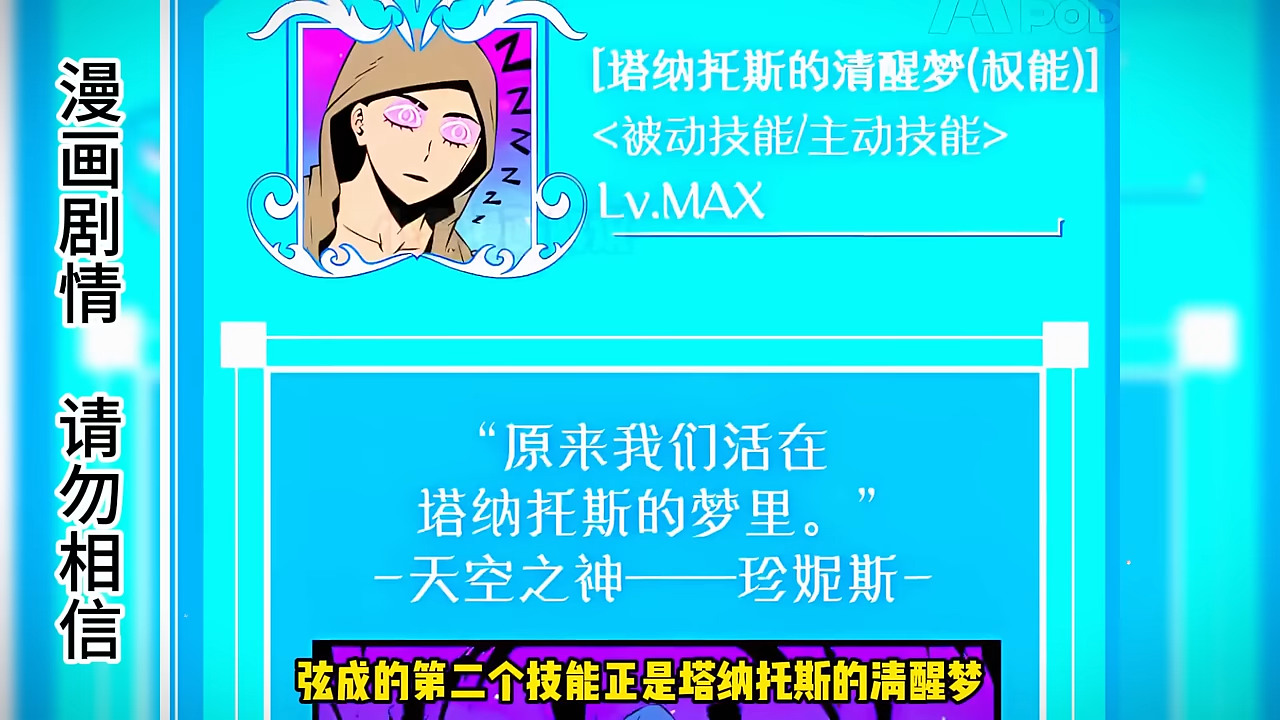 漫画剧情 请勿相信
POD
z
z
z
z
z
z
z
[塔纳托斯的清醒梦(权能)]
<被动技能/主动技能>
Lv.MAX
“原来我们活在
塔纳托斯的梦里。”
-天空之神——珍妮斯-
弦成的第二个技能正是塔纳托斯的清醒梦